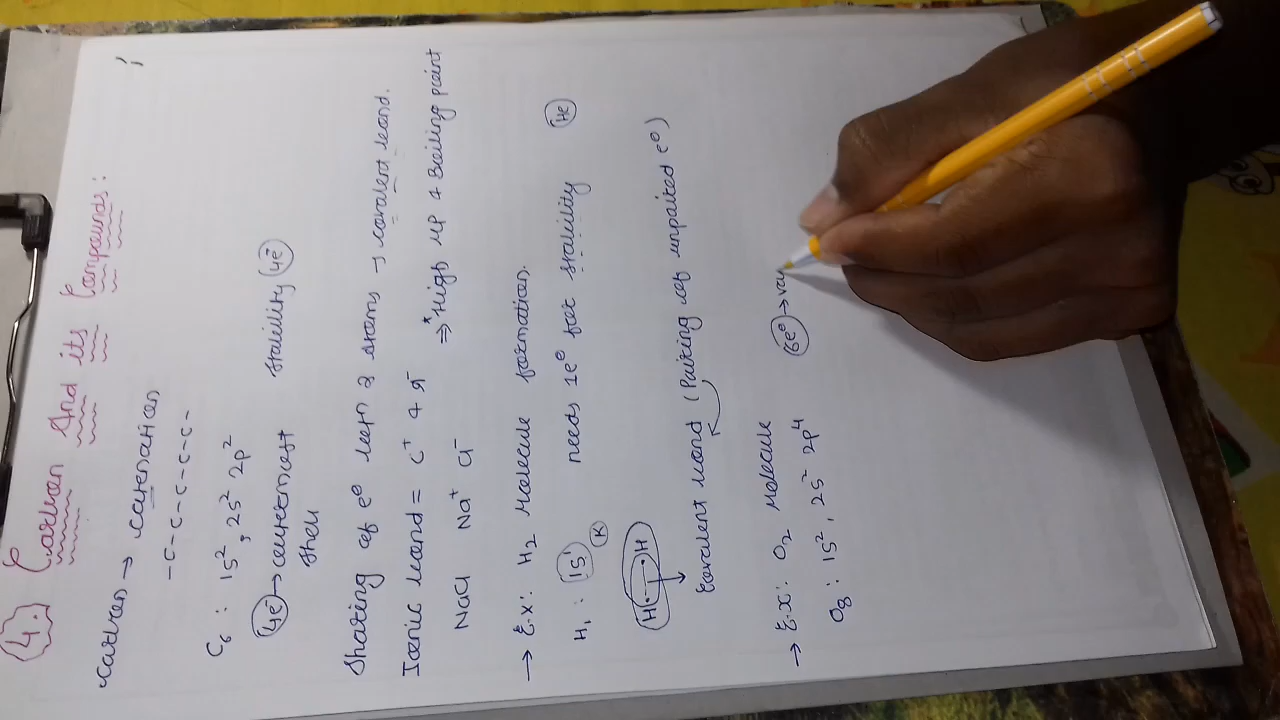 4. Carbon And its Compounds:
Carbon → catenation
-C-C-C-C-C-
C6 : 1s², 2s² 2p²
4e⁻ → outermost stability 4e⁻
shell
Sharing of e⊖ betn 2 atoms → covalent bond.
Ionic bond = C⁺ + A⁻ ⇒ *High MP & Boiling point
NaCl Na⁺ Cl⁻
→ E.x:. H₂ Molecule formation.
H₁ : 1s¹ needs 1e⊖ for stability He
K
H · · H
Covalent bond (Pairing of unpaired e⊖)
→ E.x:. O₂ Molecule
O8 : 1s², 2s² 2p⁴ 6e⊖ →